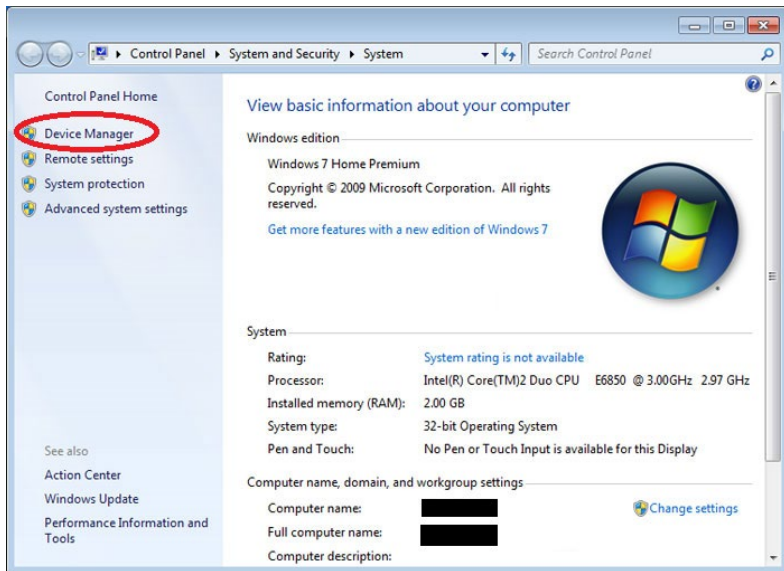 Control Panel ▸ System and Security ▸ System
Search Control Panel
Control Panel Home
Device Manager
Remote settings
System protection
Advanced system settings
See also
Action Center
Windows Update
Performance Information and
Tools
View basic information about your computer
Windows edition
Windows 7 Home Premium
Copyright © 2009 Microsoft Corporation. All rights
reserved.
Get more features with a new edition of Windows 7
System
Rating: System rating is not available
Processor: Intel(R) Core(TM)2 Duo CPU E6850 @ 3.00GHz 2.97 GHz
Installed memory (RAM): 2.00 GB
System type: 32-bit Operating System
Pen and Touch: No Pen or Touch Input is available for this Display
Computer name, domain, and workgroup settings
Computer name: Change settings
Full computer name:
Computer description: